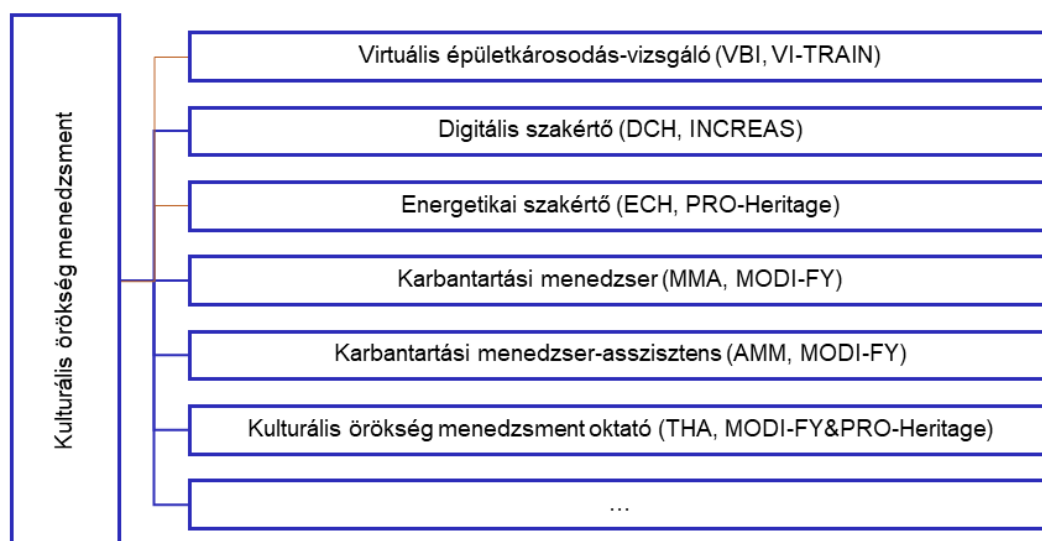 Kulturális örökség menedzsment
Virtuális épületkárosodás-vizsgáló (VBI, VI-TRAIN)
Digitális szakértő (DCH, INCREAS)
Energetikai szakértő (ECH, PRO-Heritage)
Karbantartási menedzser (MMA, MODI-FY)
Karbantartási menedzser-asszisztens (AMM, MODI-FY)
Kulturális örökség menedzsment oktató (THA, MODI-FY&PRO-Heritage)
…